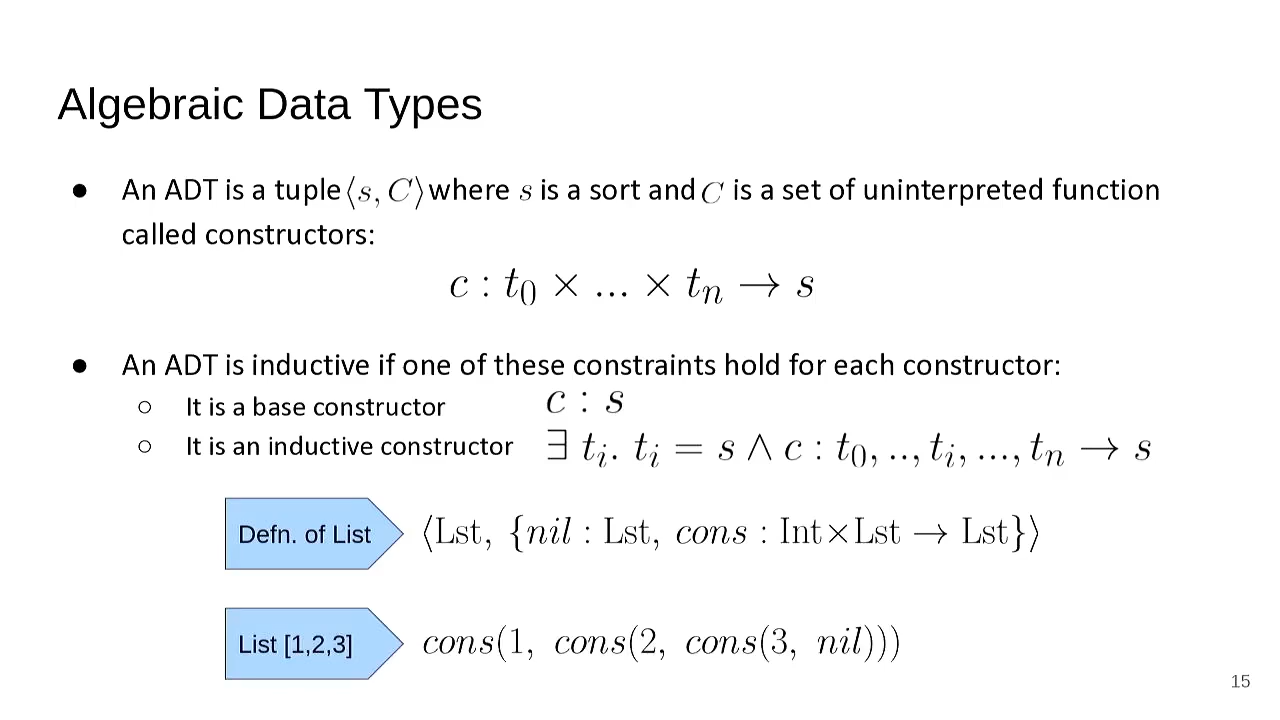 Algebraic Data Types
● An ADT is a tuple ⟨s, C⟩ where s is a sort and C is a set of uninterpreted function
called constructors:
c : t₀ × ... × tₙ → s
● An ADT is inductive if one of these constraints hold for each constructor:
○ It is a base constructor c : s
○ It is an inductive constructor ∃ tᵢ. tᵢ = s ∧ c : t₀, .., tᵢ, ..., tₙ → s
Defn. of List ⟨Lst, {nil : Lst, cons : Int×Lst → Lst}⟩
List [1,2,3] cons(1, cons(2, cons(3, nil)))
15